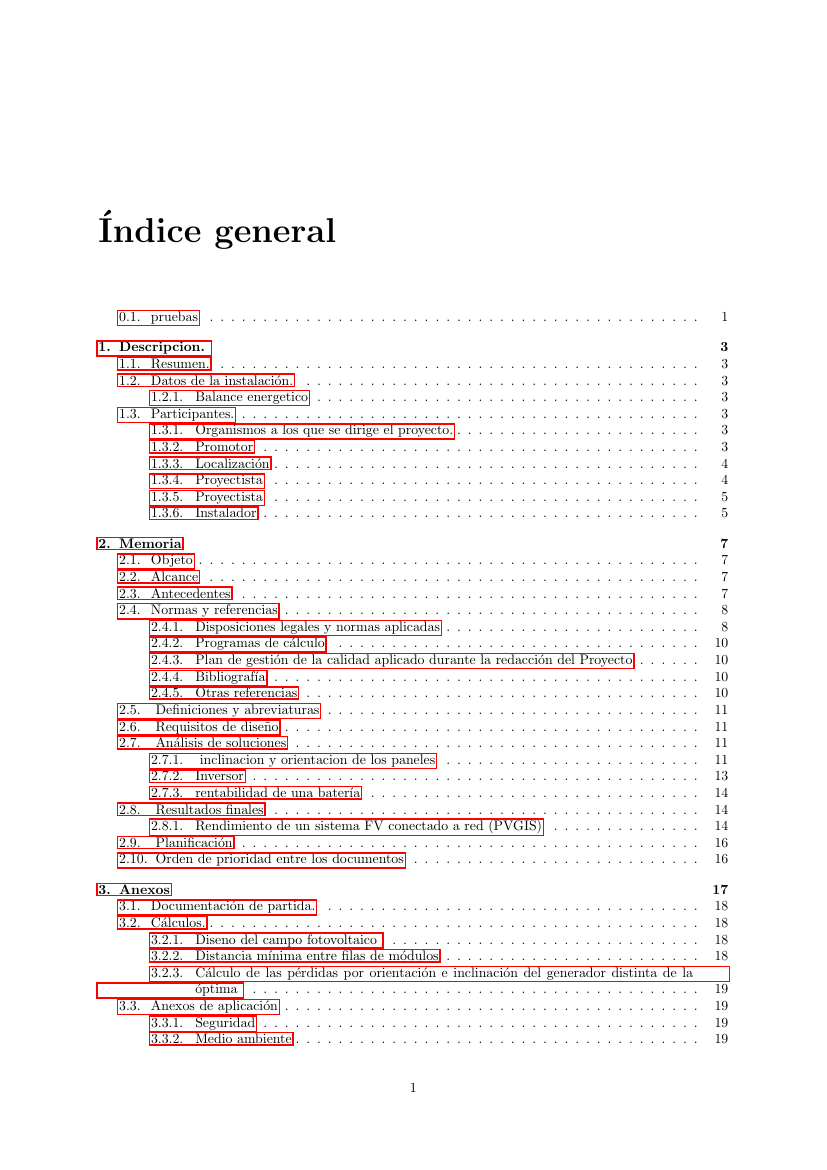 Índice general
0.1. pruebas . . . . . . . . . . . . . . . . . . . . . . . . . . . . . . 1
1. Descripcion. 3
1.1. Resumen. . . . . . . . . . . . . . . . . . . . . . . . . . . . . . 3
1.2. Datos de la instalación. . . . . . . . . . . . . . . . . . . . . . . . . . . . . . 3
1.2.1. Balance energetico . . . . . . . . . . . . . . . . . . . . . . . . . . . . . . 3
1.3. Participantes. . . . . . . . . . . . . . . . . . . . . . . . . . . . . . 3
1.3.1. Organismos a los que se dirige el proyecto. . . . . . . . . . . . . . . . . . . . . . . 3
1.3.2. Promotor . . . . . . . . . . . . . . . . . . . . . . . . . . . . . . 3
1.3.3. Localización . . . . . . . . . . . . . . . . . . . . . . . . . . . . . . 4
1.3.4. Proyectista . . . . . . . . . . . . . . . . . . . . . . . . . . . . . . 4
1.3.5. Proyectista . . . . . . . . . . . . . . . . . . . . . . . . . . . . . . 5
1.3.6. Instalador . . . . . . . . . . . . . . . . . . . . . . . . . . . . . . 5
2. Memoria 7
2.1. Objeto . . . . . . . . . . . . . . . . . . . . . . . . . . . . . . 7
2.2. Alcance . . . . . . . . . . . . . . . . . . . . . . . . . . . . . . 7
2.3. Antecedentes . . . . . . . . . . . . . . . . . . . . . . . . . . . . . . 7
2.4. Normas y referencias . . . . . . . . . . . . . . . . . . . . . . . . . . . . . . 8
2.4.1. Disposiciones legales y normas aplicadas . . . . . . . . . . . . . . . . . . . . . . . . 8
2.4.2. Programas de cálculo . . . . . . . . . . . . . . . . . . . . . . . . . . . . . . 10
2.4.3. Plan de gestión de la calidad aplicado durante la redacción del Proyecto . . . . . . 10
2.4.4. Bibliografía . . . . . . . . . . . . . . . . . . . . . . . . . . . . . . 10
2.4.5. Otras referencias . . . . . . . . . . . . . . . . . . . . . . . . . . . . . . 10
2.5. Definiciones y abreviaturas . . . . . . . . . . . . . . . . . . . . . . . . . . . . . . 11
2.6. Requisitos de diseño . . . . . . . . . . . . . . . . . . . . . . . . . . . . . . 11
2.7. Análisis de soluciones . . . . . . . . . . . . . . . . . . . . . . . . . . . . . . 11
2.7.1. inclinacion y orientacion de los paneles . . . . . . . . . . . . . . . . . . . . . . . . 11
2.7.2. Inversor . . . . . . . . . . . . . . . . . . . . . . . . . . . . . . 13
2.7.3. rentabilidad de una batería . . . . . . . . . . . . . . . . . . . . . . . . . . . . . . 14
2.8. Resultados finales . . . . . . . . . . . . . . . . . . . . . . . . . . . . . . 14
2.8.1. Rendimiento de un sistema FV conectado a red (PVGIS) . . . . . . . . . . . . . . 14
2.9. Planificación . . . . . . . . . . . . . . . . . . . . . . . . . . . . . . 16
2.10. Orden de prioridad entre los documentos . . . . . . . . . . . . . . . . . . . . . . . . . . . 16
3. Anexos 17
3.1. Documentación de partida. . . . . . . . . . . . . . . . . . . . . . . . . . . . . . 18
3.2. Cálculos. . . . . . . . . . . . . . . . . . . . . . . . . . . . . . 18
3.2.1. Diseno del campo fotovoltaico . . . . . . . . . . . . . . . . . . . . . . . . . . . . . 18
3.2.2. Distancia mínima entre filas de módulos . . . . . . . . . . . . . . . . . . . . . . . . 18
3.2.3. Cálculo de las pérdidas por orientación e inclinación del generador distinta de la
óptima . . . . . . . . . . . . . . . . . . . . . . . . . . . . . . 19
3.3. Anexos de aplicación . . . . . . . . . . . . . . . . . . . . . . . . . . . . . . 19
3.3.1. Seguridad . . . . . . . . . . . . . . . . . . . . . . . . . . . . . . 19
3.3.2. Medio ambiente . . . . . . . . . . . . . . . . . . . . . . . . . . . . . . 19
1